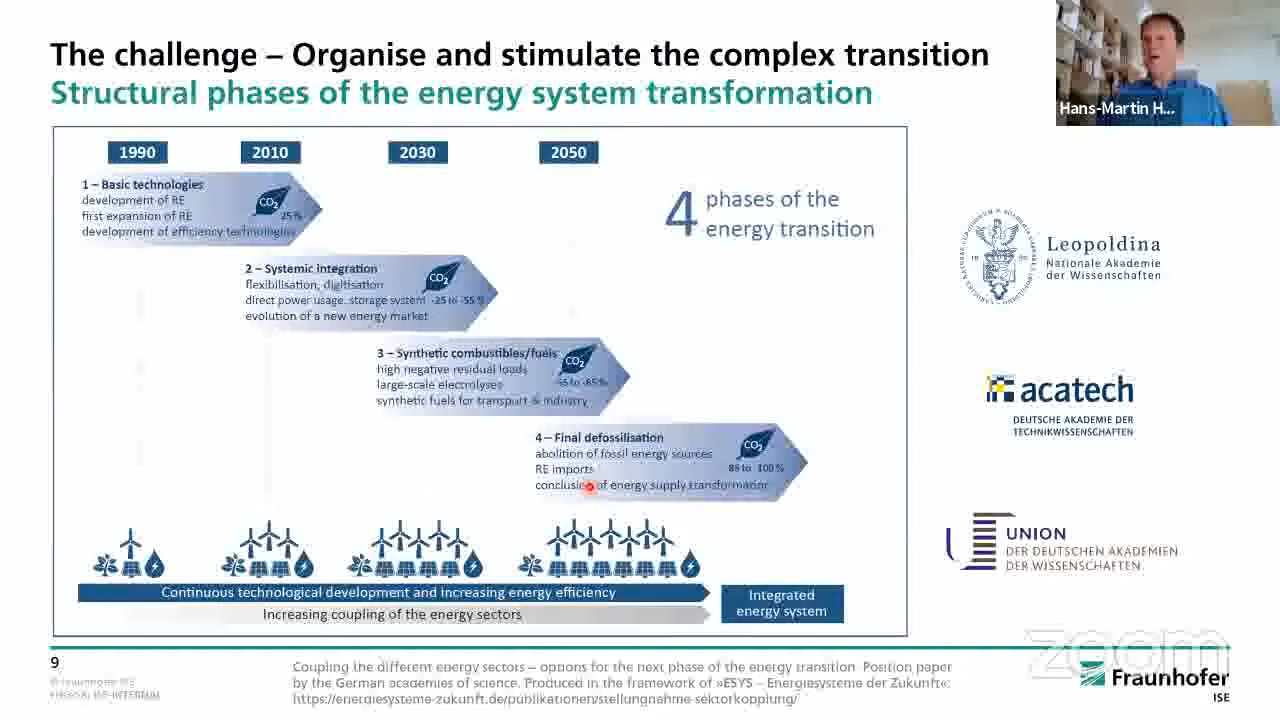 The challenge – Organise and stimulate the complex transition
Structural phases of the energy system transformation
Hans-Martin H...
1990
2010
2030
2050
1 – Basic technologies
development of RE
first expansion of RE
development of efficiency technologies
CO2
25 %
4 phases of the
energy transition
2 – Systemic integration
flexibilisation, digitisation
direct power usage, storage system
evolution of a new energy market
CO2
-25 to -55 %
3 – Synthetic combustibles/fuels
high negative residual loads
large-scale electrolyses
synthetic fuels for transport & industry
CO2
-55 to -85 %
4 – Final defossilisation
abolition of fossil energy sources
RE imports
conclusion of energy supply transformation
CO2
85 to 100 %
Continuous technological development and increasing energy efficiency
Increasing coupling of the energy sectors
Integrated
energy system
Leopoldina
Nationale Akademie
der Wissenschaften
acatech
DEUTSCHE AKADEMIE DER
TECHNIKWISSENSCHAFTEN
UNION
DER DEUTSCHEN AKADEMIEN
DER WISSENSCHAFTEN
9
© Fraunhofer ISE
FHG-SK: ISE-INTERNAL
Coupling the different energy sectors – options for the next phase of the energy transition. Position paper
by the German academies of science. Produced in the framework of »ESYS – Energiesysteme der Zukunft«:
https://energiesysteme-zukunft.de/publikationen/stellungnahme-sektorkopplung/
zoom
Fraunhofer
ISE